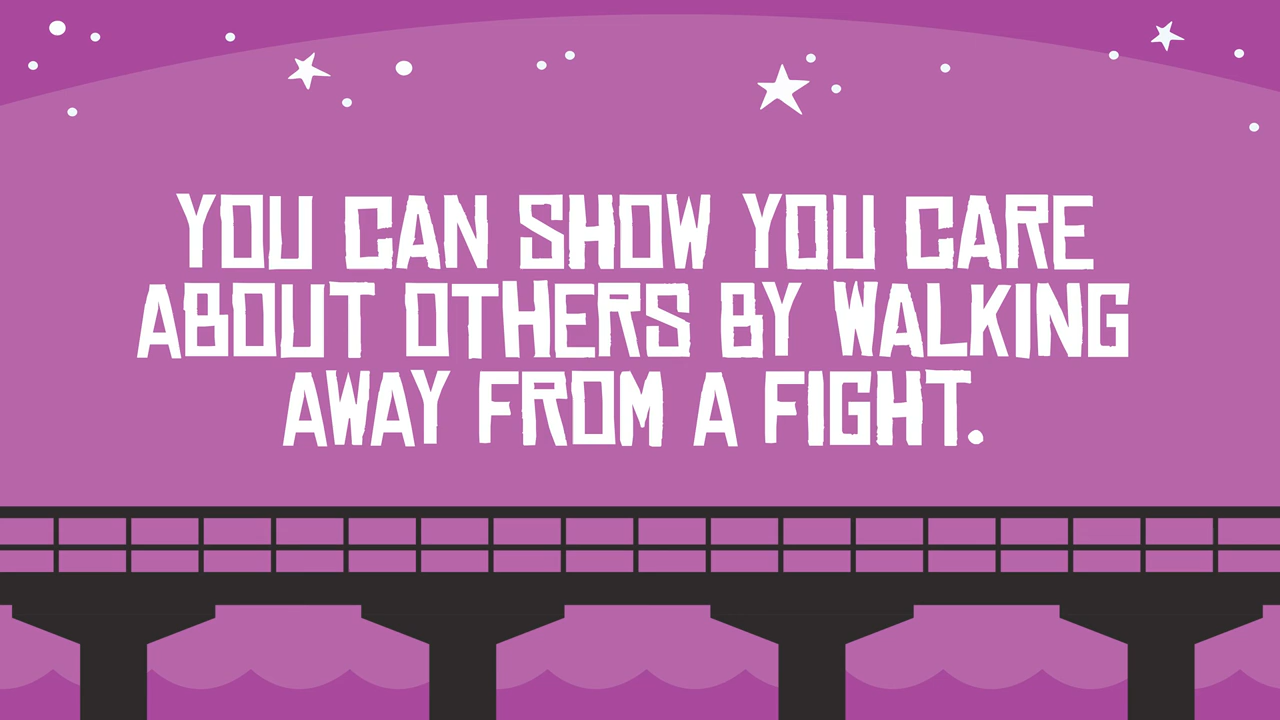 YOU CAN SHOW YOU CARE
ABOUT OTHERS BY WALKING
AWAY FROM A FIGHT.